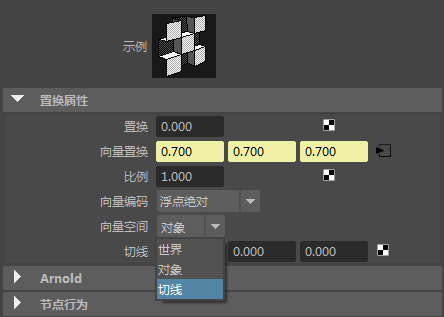 示例
置换属性
置换 0.000
向量置换 0.700 0.700 0.700
比例 1.000
向量编码 浮点绝对
向量空间 对象
世界
切线 0.000 0.000
对象
切线
Arnold
节点行为